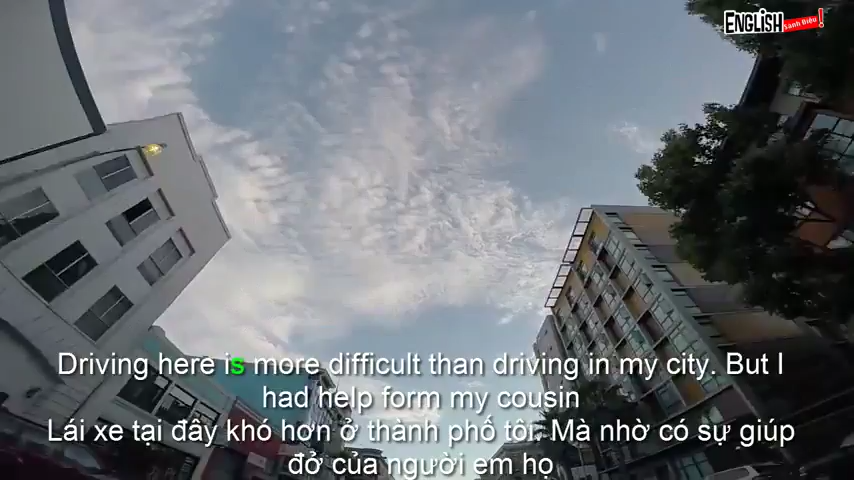 ENGLISH Sành Điệu!
Driving here is more difficult than driving in my city. But I
had help form my cousin
Lái xe tại đây khó hơn ở thành phố tôi. Mà nhờ có sự giúp
đở của người em họ